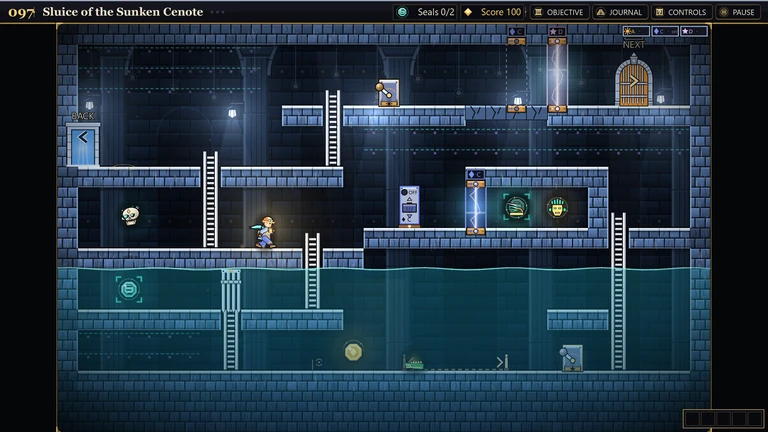 097 Sluice of the Sunken Cenote
Seals 0/2
Score 100
OBJECTIVE
JOURNAL
CONTROLS
PAUSE
C
D
A
C
D
NEXT
BACK
C
OFF
C